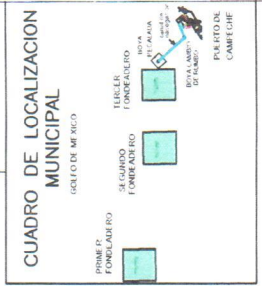 CUADRO DE LOCALIZACION
MUNICIPAL
GOLFO DE MEXICO
PRIMER
FONDEADERO
SEGUNDO
FONDEADERO
TERCER
FONDEADERO
BOYA
RECALADA
BOYA CAMBIO
DE RUMBO
PUERTO DE
CAMPECHE